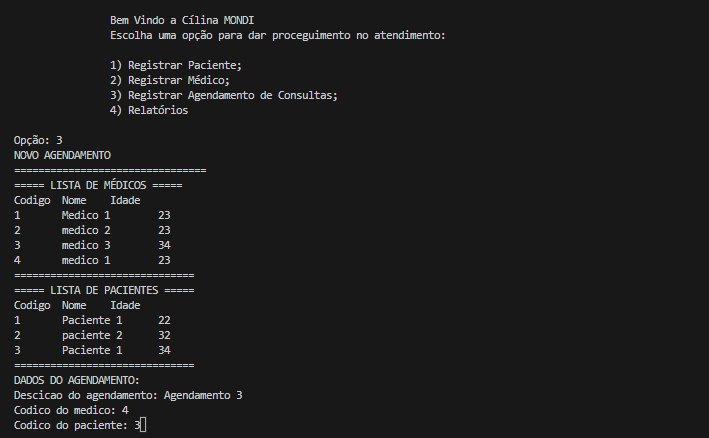 Bem Vindo a Cílina MONDI
Escolha uma opção para dar proceguimento no atendimento:
1) Registrar Paciente;
2) Registrar Médico;
3) Registrar Agendamento de Consultas;
4) Relatórios
Opção: 3
NOVO AGENDAMENTO
================================
===== LISTA DE MÉDICOS =====
Codigo Nome Idade
1 Medico 1 23
2 medico 2 23
3 medico 3 34
4 medico 1 23
==============================
===== LISTA DE PACIENTES =====
Codigo Nome Idade
1 Paciente 1 22
2 paciente 2 32
3 Paciente 1 34
==============================
DADOS DO AGENDAMENTO:
Descicao do agendamento: Agendamento 3
Codico do medico: 4
Codico do paciente: 3